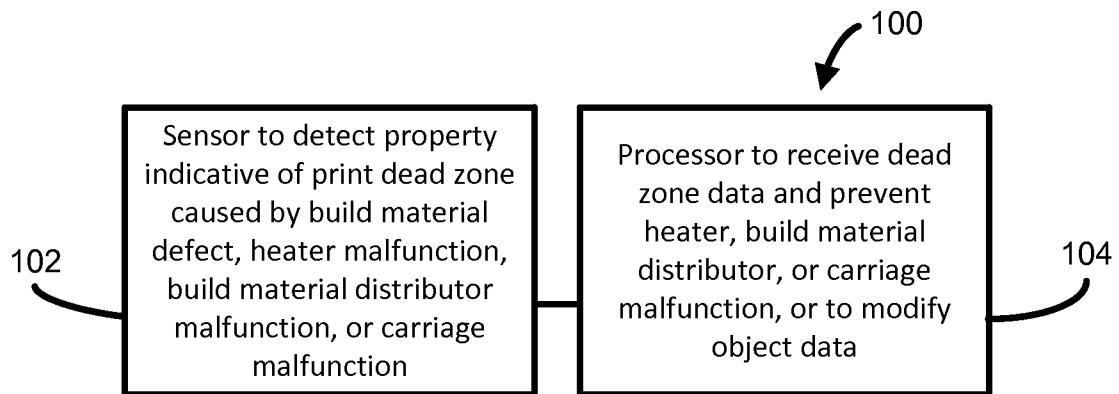 100
Sensor to detect property
indicative of print dead zone
caused by build material
defect, heater malfunction,
build material distributor
malfunction, or carriage
malfunction
Processor to receive dead
zone data and prevent
heater, build material
distributor, or carriage
malfunction, or to modify
object data
102
104